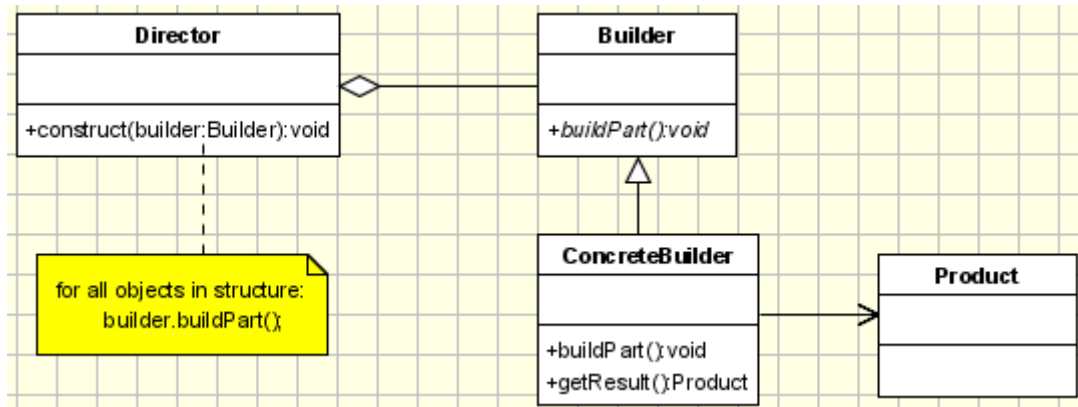 Director
+construct(builder:Builder):void
for all objects in structure:
builder.buildPart();
Builder
+buildPart():void
ConcreteBuilder
+buildPart():void
+getResult():Product
Product